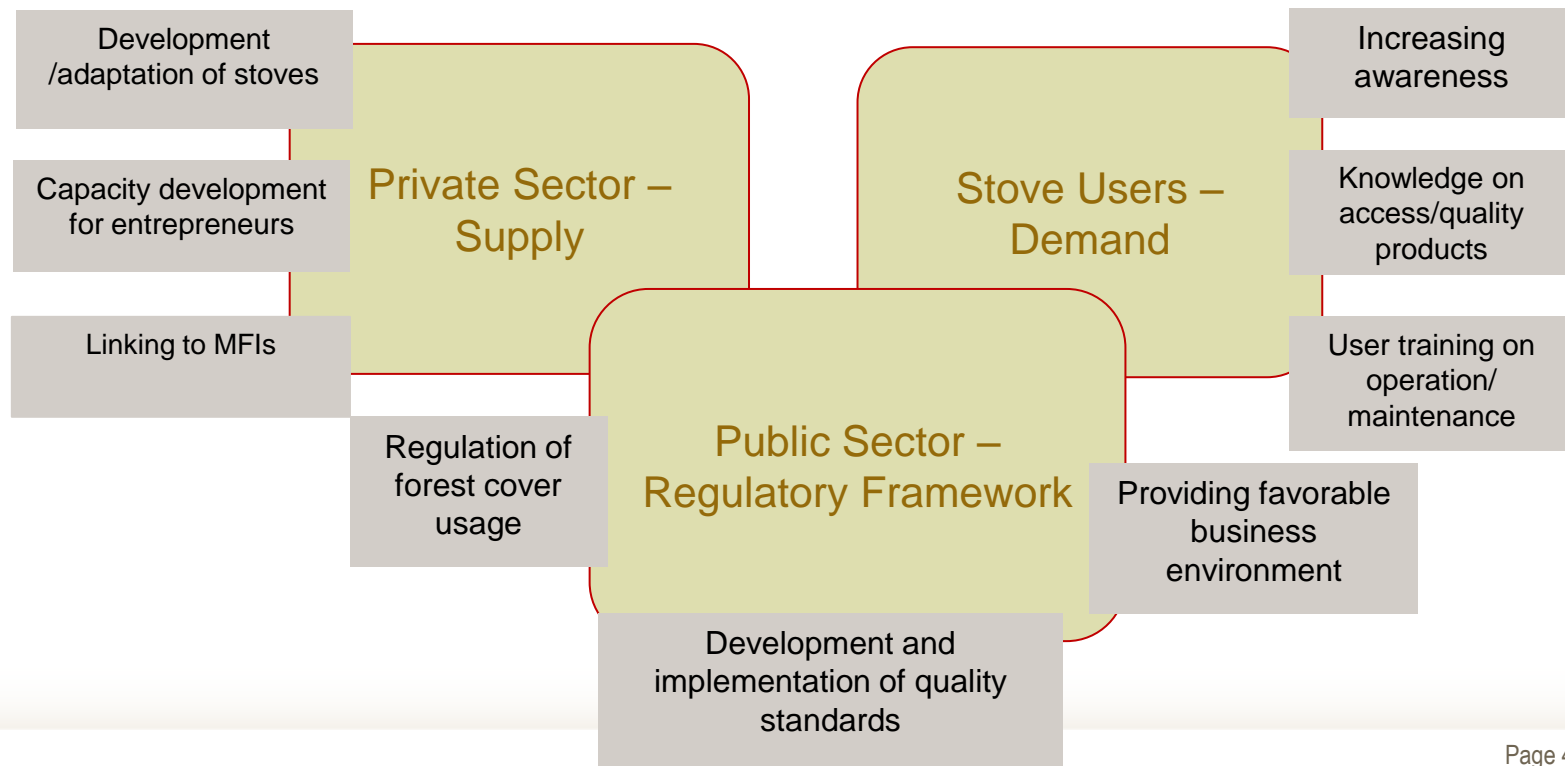 Development
/adaptation of stoves
Capacity development
for entrepreneurs
Linking to MFIs
Private Sector –
Supply
Stove Users –
Demand
Increasing
awareness
Knowledge on
access/quality
products
User training on
operation/
maintenance
Public Sector –
Regulatory Framework
Regulation of
forest cover
usage
Providing favorable
business
environment
Development and
implementation of quality
standards
Page 4